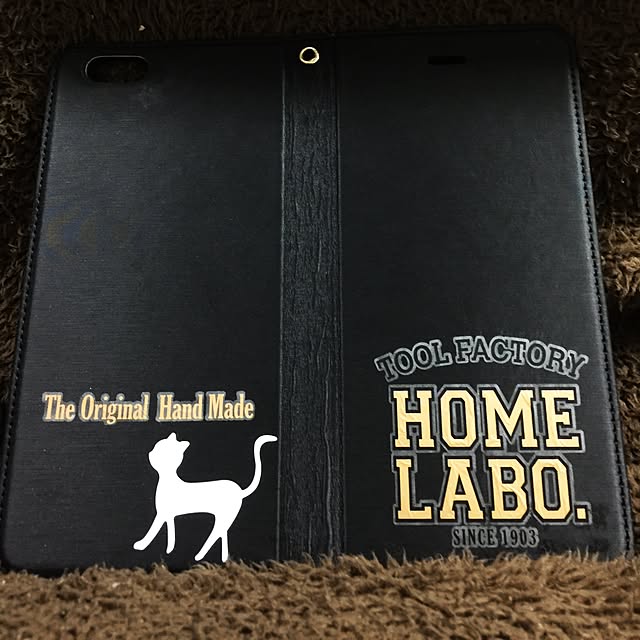 The Original Hand Made
TOOL FACTORY
HOME
LABO.
SINCE 1903